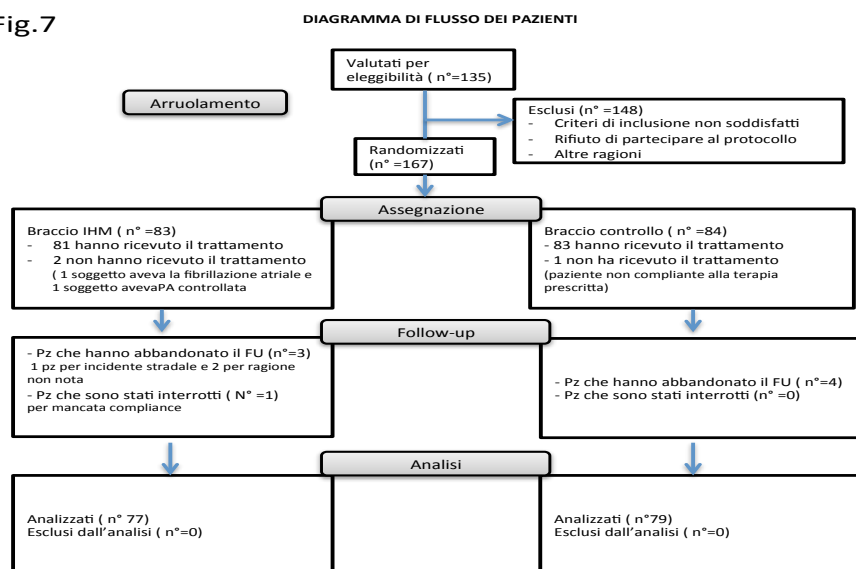 Fig.7
DIAGRAMMA DI FLUSSO DEI PAZIENTI
Valutati per
eleggibilità ( n°=135)
Arruolamento
Esclusi (n° =148)
- Criteri di inclusione non soddisfatti
- Rifiuto di partecipare al protocollo
- Altre ragioni
Randomizzati
(n° =167)
Assegnazione
Braccio IHM ( n° =83)
- 81 hanno ricevuto il trattamento
- 2 non hanno ricevuto il trattamento
( 1 soggetto aveva la fibrillazione atriale e
1 soggetto avevaPA controllata
Braccio controllo ( n° =84)
- 83 hanno ricevuto il trattamento
- 1 non ha ricevuto il trattamento
(paziente non compliante alla terapia
prescritta)
Follow-up
- Pz che hanno abbandonato il FU (n°=3)
1 pz per incidente stradale e 2 per ragione
non nota
- Pz che sono stati interrotti ( N° =1)
per mancata compliance
- Pz che hanno abbandonato il FU ( n°=4)
- Pz che sono stati interrotti (n° =0)
Analisi
Analizzati ( n° 77)
Esclusi dall'analisi ( n°=0)
Analizzati ( n°79)
Esclusi dall'analisi ( n°=0)